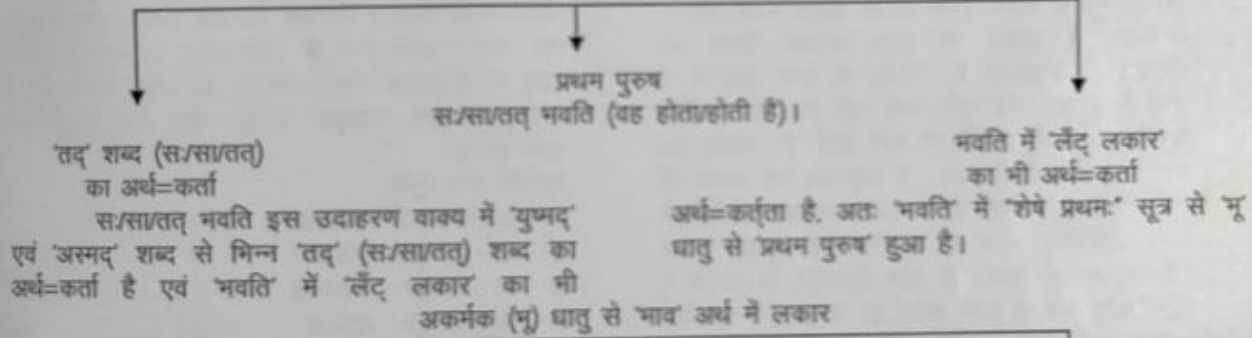 प्रथम पुरुष
सः/सा/तत् भवति (वह होता/होती है)।
'तद्' शब्द (सः/सा/तत्)
का अर्थ=कर्ता
भवति में 'लँट् लकार'
का भी अर्थ=कर्ता
सः/सा/तत् भवति इस उदाहरण वाक्य में 'युष्मद्'
एवं 'अस्मद्' शब्द से भिन्न 'तद्' (सः/सा/तत्) शब्द का
अर्थ=कर्ता है एवं 'भवति' में 'लँट् लकार' का भी
अर्थ=कर्तृता है, अतः 'भवति' में "शेषे प्रथमः" सूत्र से 'भू'
धातु से 'प्रथम पुरुष' हुआ है।
अकर्मक (भू) धातु से 'भाव' अर्थ में लकार